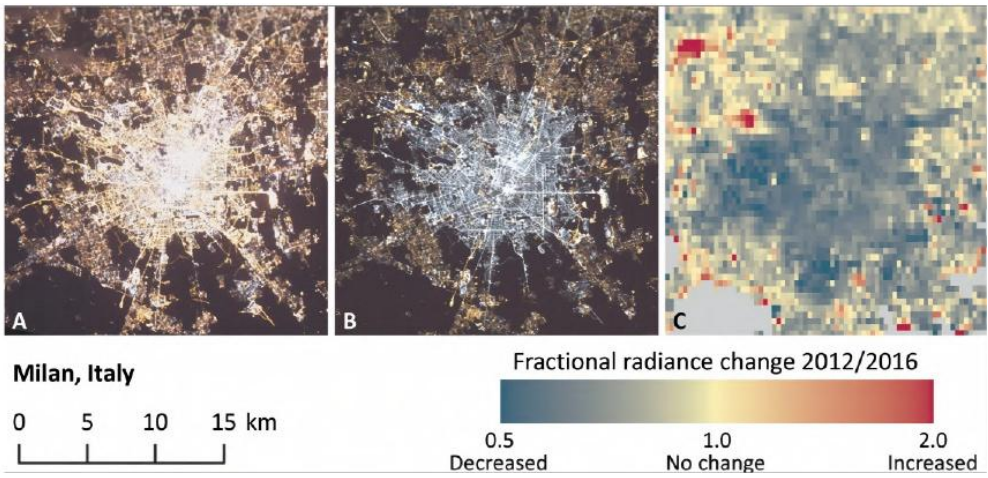 A
B
C
Milan, Italy
0 5 10 15 km
Fractional radiance change 2012/2016
0.5 1.0 2.0
Decreased No change Increased